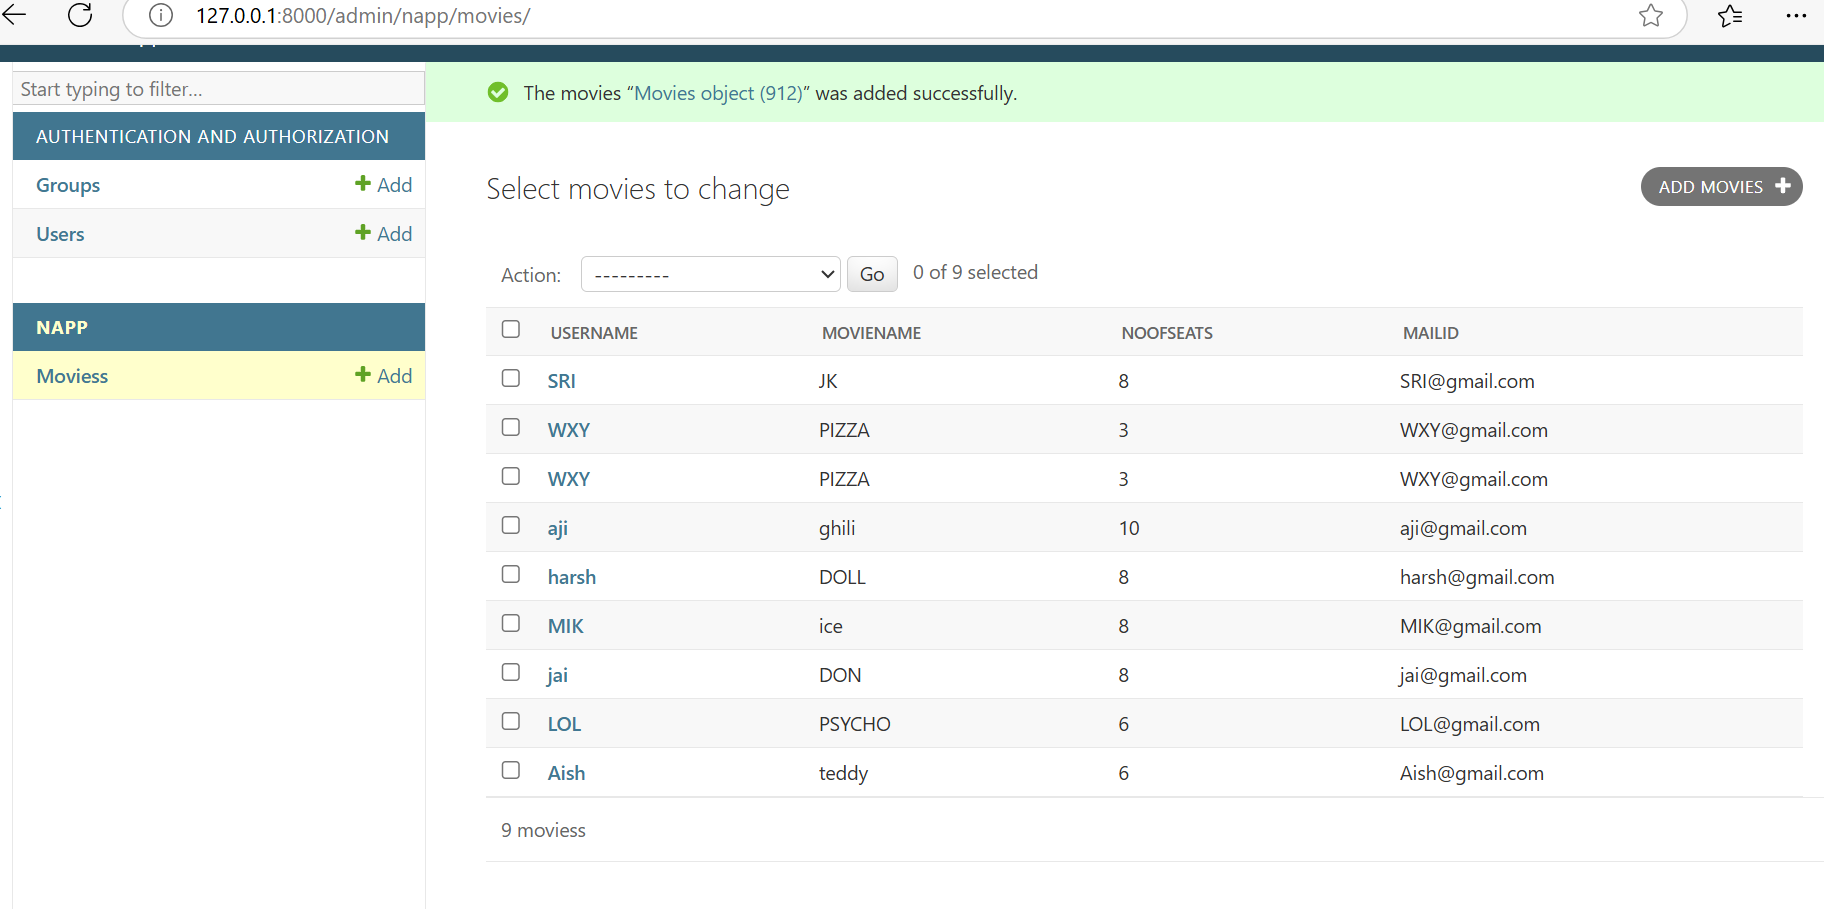 127.0.0.1:8000/admin/napp/movies/
Start typing to filter...
AUTHENTICATION AND AUTHORIZATION
Groups Add
Users Add
NAPP
Moviess Add
The movies “Movies object (912)” was added successfully.
Select movies to change
ADD MOVIES
Action: --------- Go 0 of 9 selected
USERNAME MOVIENAME NOOFSEATS MAILID
SRI JK 8 SRI@gmail.com
WXY PIZZA 3 WXY@gmail.com
WXY PIZZA 3 WXY@gmail.com
aji ghili 10 aji@gmail.com
harsh DOLL 8 harsh@gmail.com
MIK ice 8 MIK@gmail.com
jai DON 8 jai@gmail.com
LOL PSYCHO 6 LOL@gmail.com
Aish teddy 6 Aish@gmail.com
9 moviess